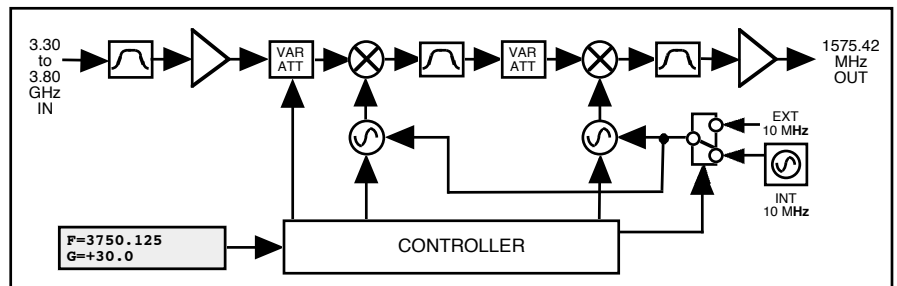 3.30
to
3.80
GHz
IN
VAR
ATT
VAR
ATT
1575.42
MHz
OUT
EXT
10 MHz
INT
10 MHz
F=3750.125
G=+30.0
CONTROLLER